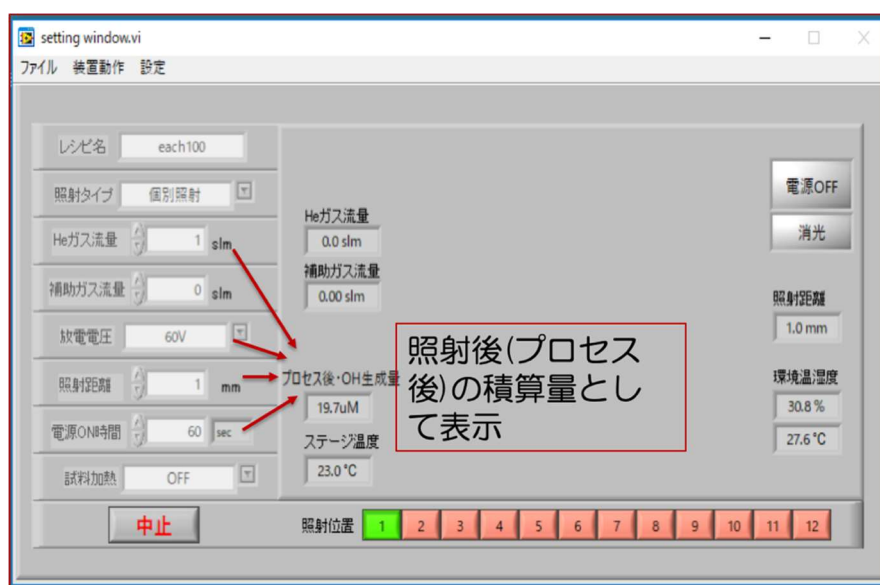 setting window.vi
ファイル 装置動作 設定
レシピ名 each100
照射タイプ 個別照射
Heガス流量 1 slm
補助ガス流量 0 slm
放電電圧 60V
照射距離 1 mm
電源ON時間 60 sec
試料加熱 OFF
中止
Heガス流量
0.0 slm
補助ガス流量
0.00 slm
プロセス後・OH生成量
19.7uM
ステージ温度
23.0 °C
照射後(プロセス
後)の積算量とし
て表示
電源OFF
消光
照射距離
1.0 mm
環境温湿度
30.8 %
27.6 °C
照射位置 1 2 3 4 5 6 7 8 9 10 11 12